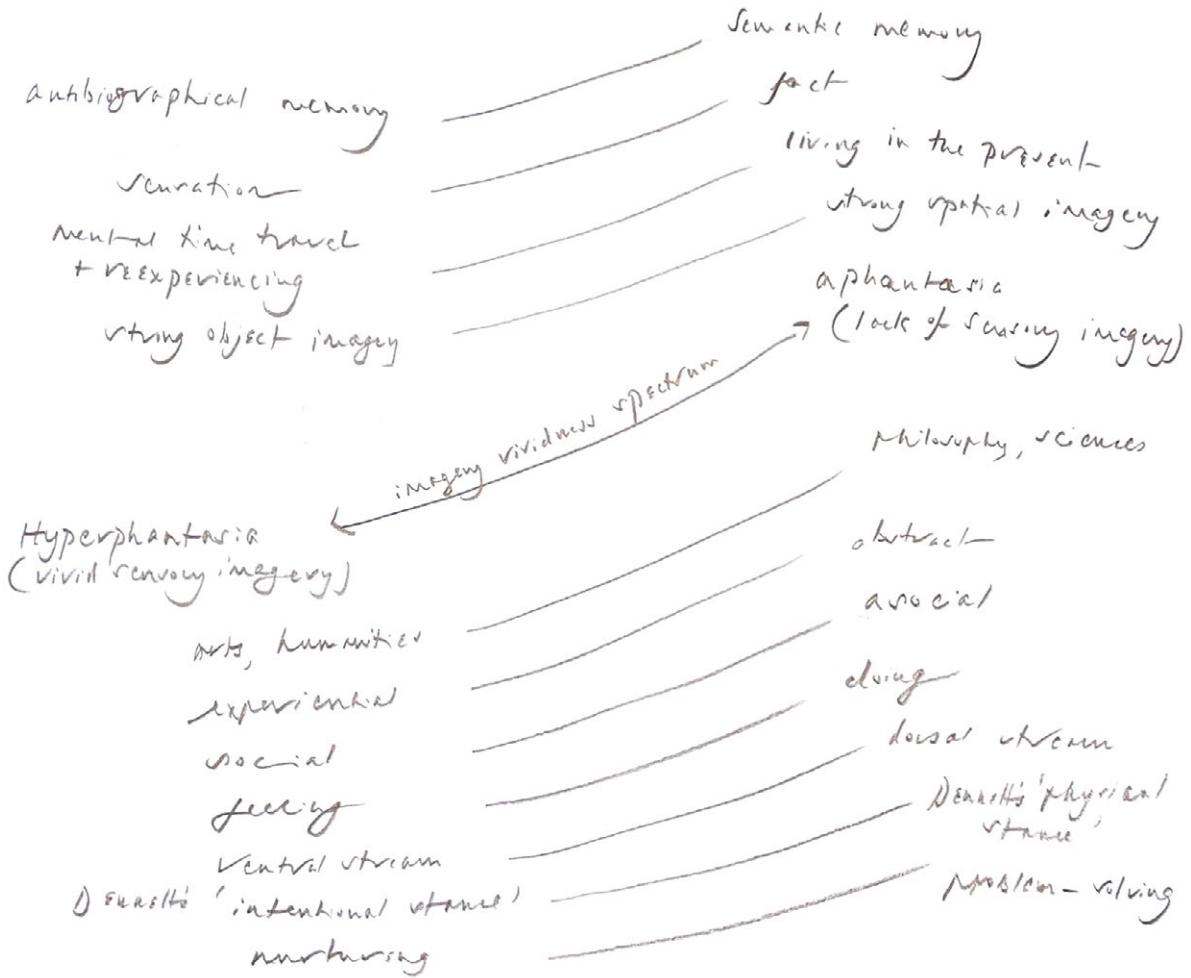 semantic memory
autobiographical memory
fact
sensation
living in the present
mental time travel
+ reexperiencing
strong spatial imagery
strong object imagery
aphantasia
(lack of sensory imagery)
imagery vividness spectrum
Hyperphantasia
(vivid sensory imagery)
philosophy, sciences
arts, humanities
abstract
experiential
asocial
social
doing
feeling
dorsal stream
ventral stream
Dennett's 'physical
stance'
Dennett's 'intentional stance'
problem-solving
nurturing